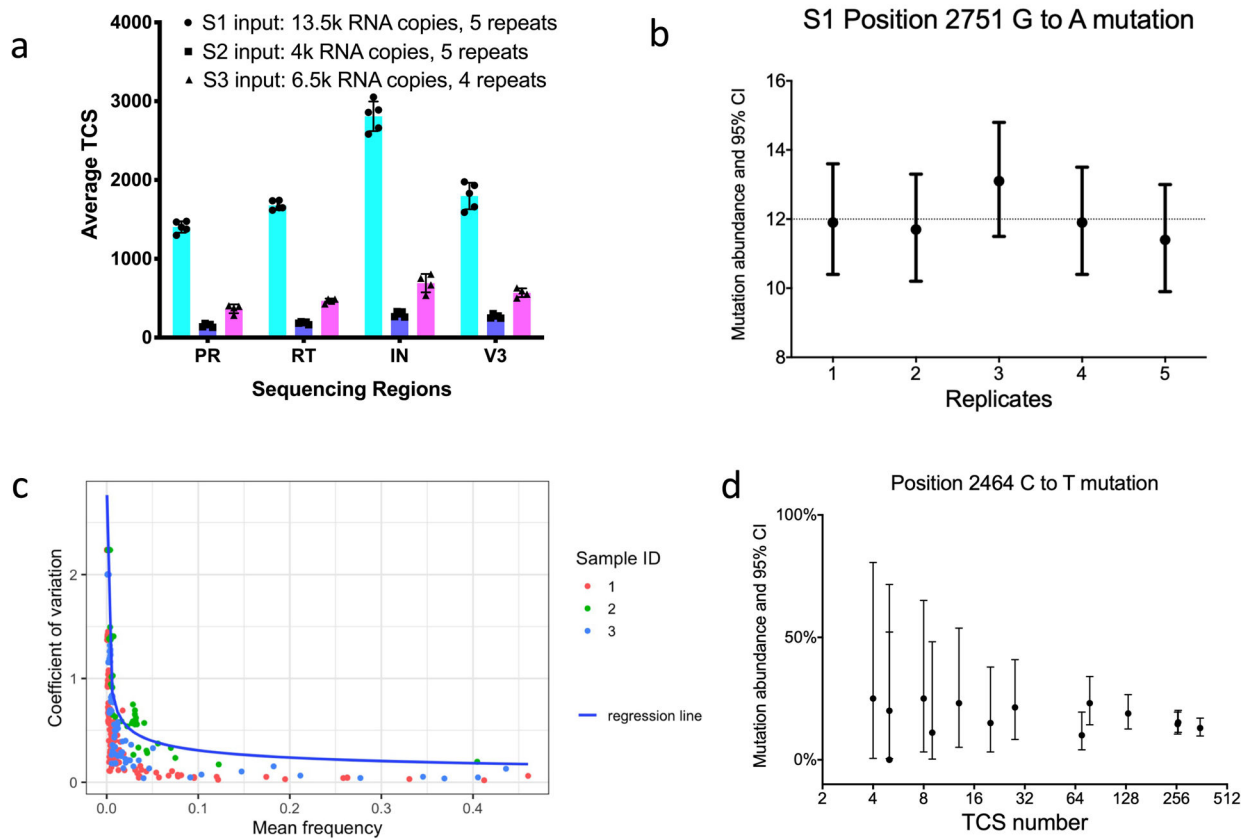 a
S1 input: 13.5k RNA copies, 5 repeats
S2 input: 4k RNA copies, 5 repeats
S3 input: 6.5k RNA copies, 4 repeats
Average TCS
4000
3000
2000
1000
0
PR RT IN V3
Sequencing Regions
b
S1 Position 2751 G to A mutation
Mutation abundance and 95% CI
16
14
12
10
8
1 2 3 4 5
Replicates
c
Coefficient of variation
2
1
0
0.0 0.1 0.2 0.3 0.4
Mean frequency
Sample ID
1
2
3
regression line
d
Position 2464 C to T mutation
Mutation abundance and 95% CI
100%
50%
0%
2 4 8 16 32 64 128 256 512
TCS number